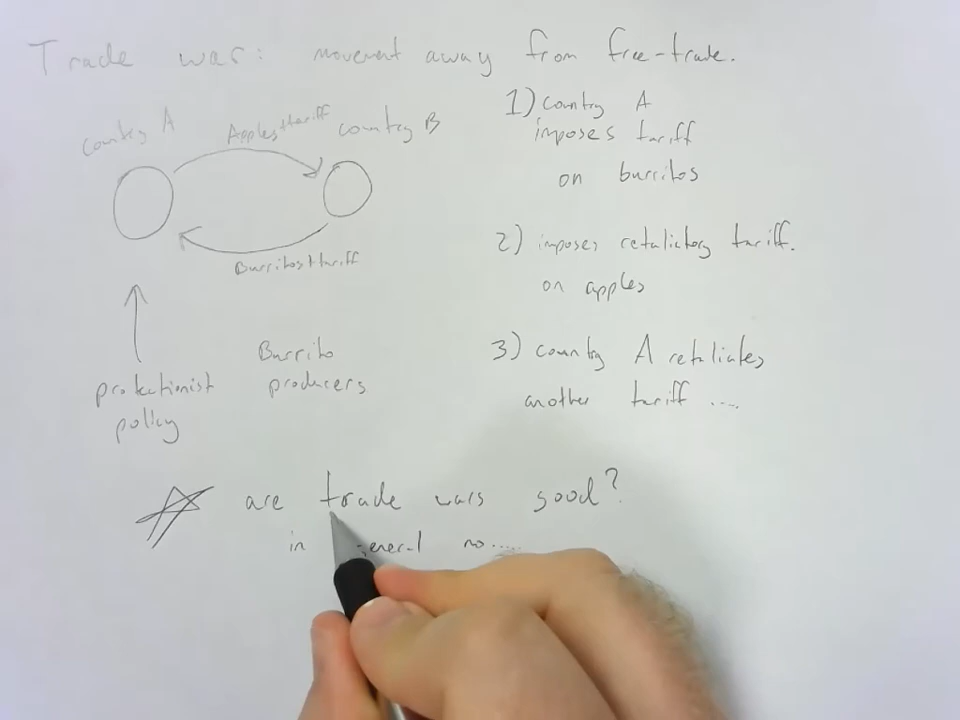 Trade war: movement away from free-trade.
country A
Apples + tariff
country B
Burritos + tariff
protectionist
policy
Burrito
producers
1) country A
imposes tariff
on burritos
2) imposes retaliatory tariff.
on apples
3) country A retaliates
another tariff ....
are trade wars good?
in general no.....